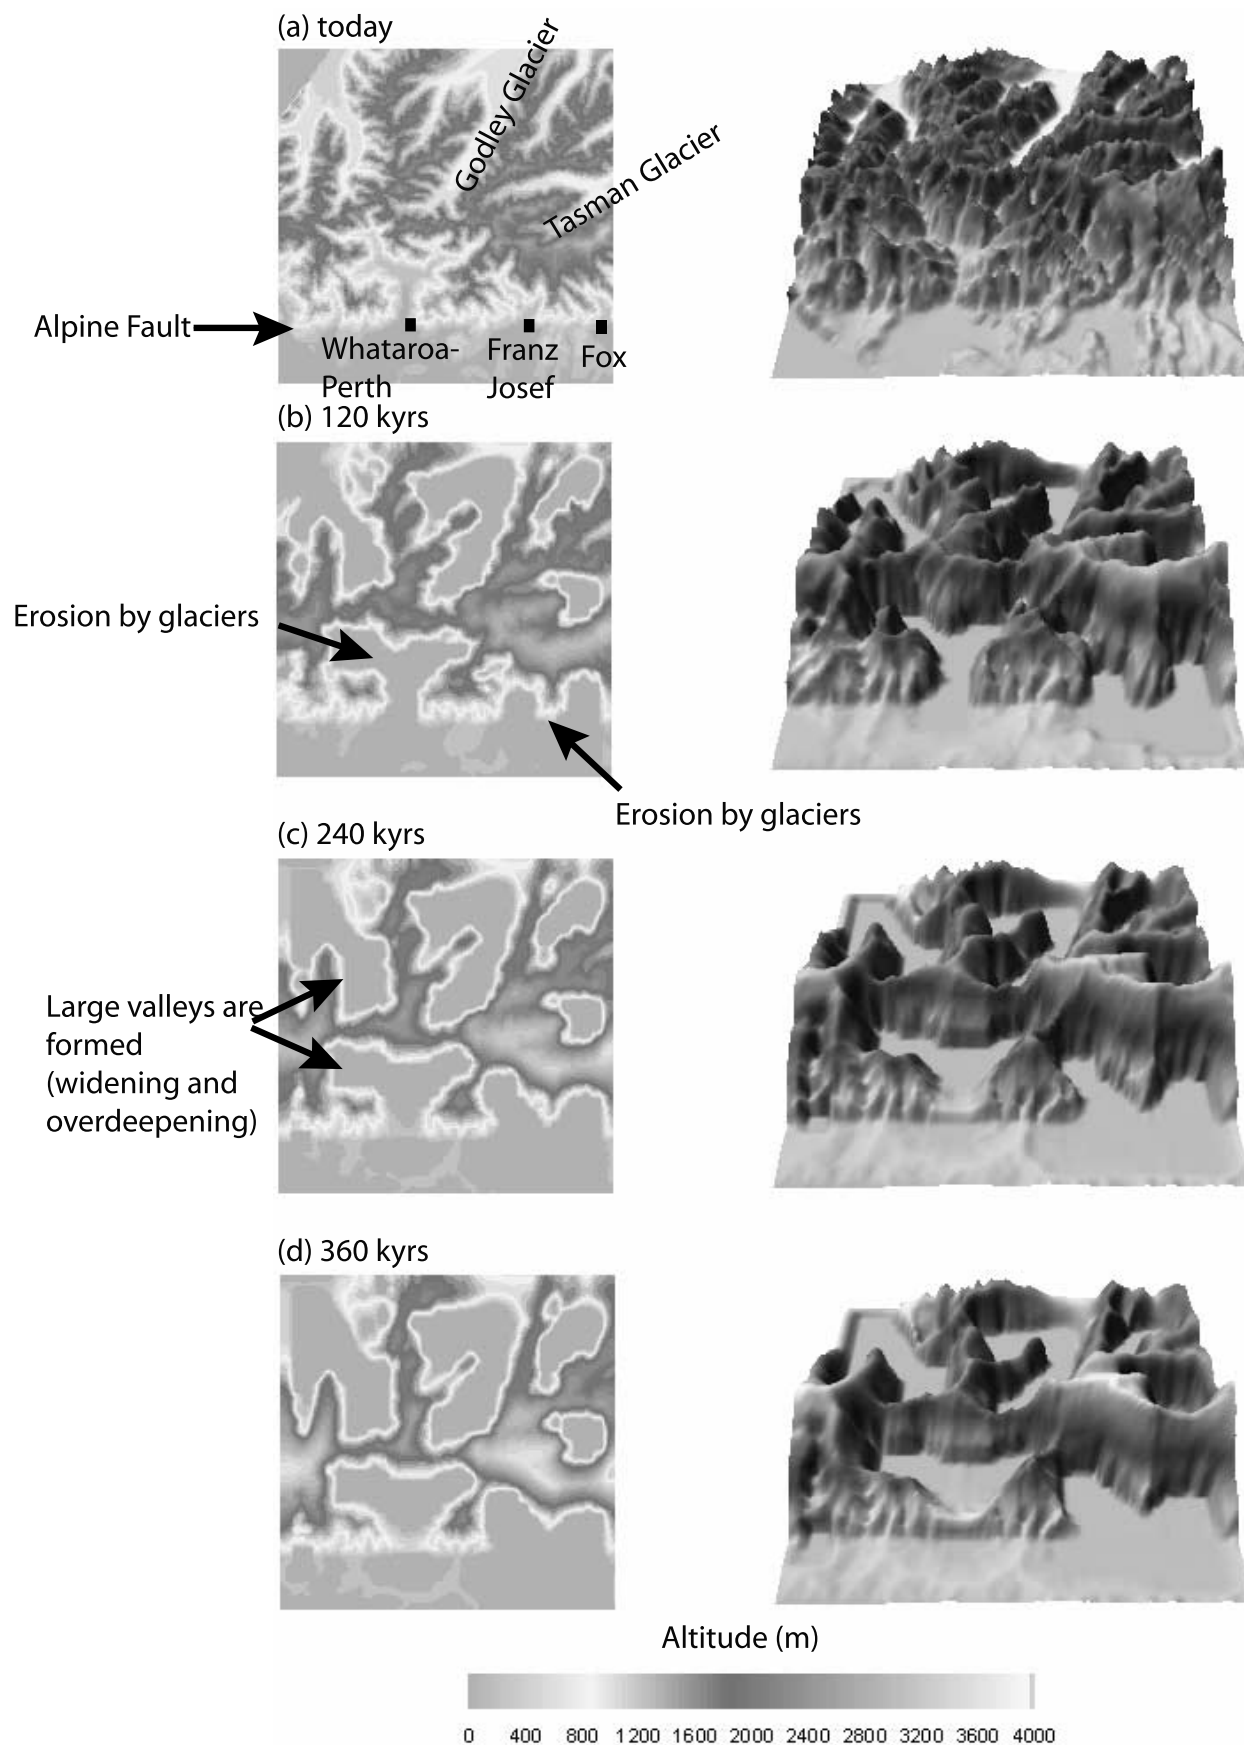 (a) today
Godley Glacier
Tasman Glacier
Alpine Fault
Whataroa-
Perth
Franz
Josef
Fox
(b) 120 kyrs
Erosion by glaciers
Erosion by glaciers
(c) 240 kyrs
Large valleys are
formed
(widening and
overdeepening)
(d) 360 kyrs
Altitude (m)
0 400 800 1200 1600 2000 2400 2800 3200 3600 4000